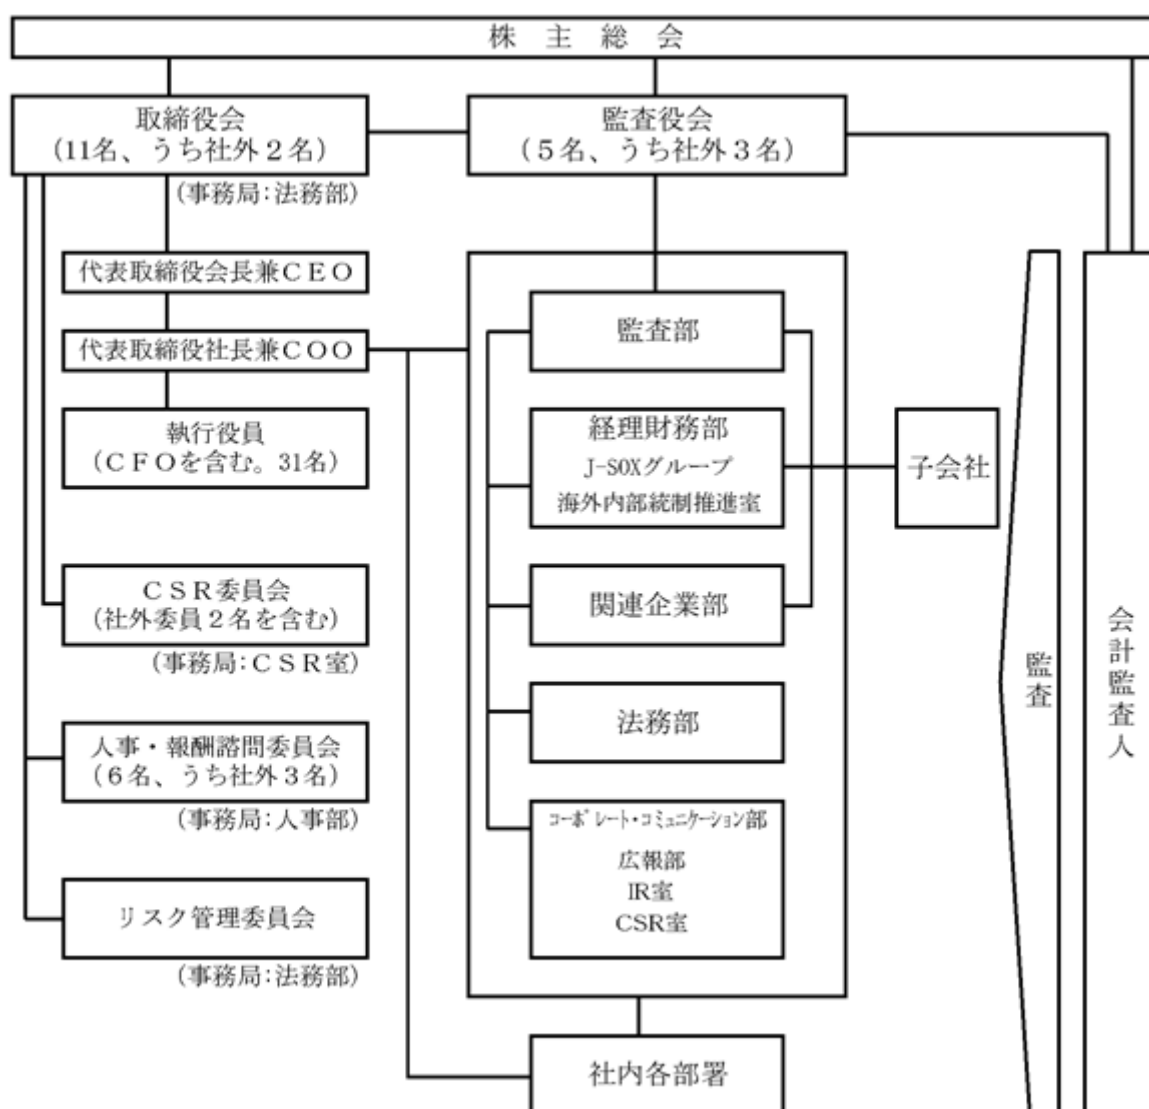 株主総会
取締役会
(11名、うち社外2名)
(事務局:法務部)
監査役会
(5名、うち社外3名)
代表取締役会長兼CEO
代表取締役社長兼COO
執行役員
(CFOを含む。31名)
CSR委員会
(社外委員2名を含む)
(事務局:CSR室)
人事・報酬諮問委員会
(6名、うち社外3名)
(事務局:人事部)
リスク管理委員会
(事務局:法務部)
監査部
経理財務部
J-SOXグループ
海外内部統制推進室
関連企業部
法務部
コーポレート・コミュニケーション部
広報部
IR室
CSR室
社内各部署
子会社
監査
会計監査人